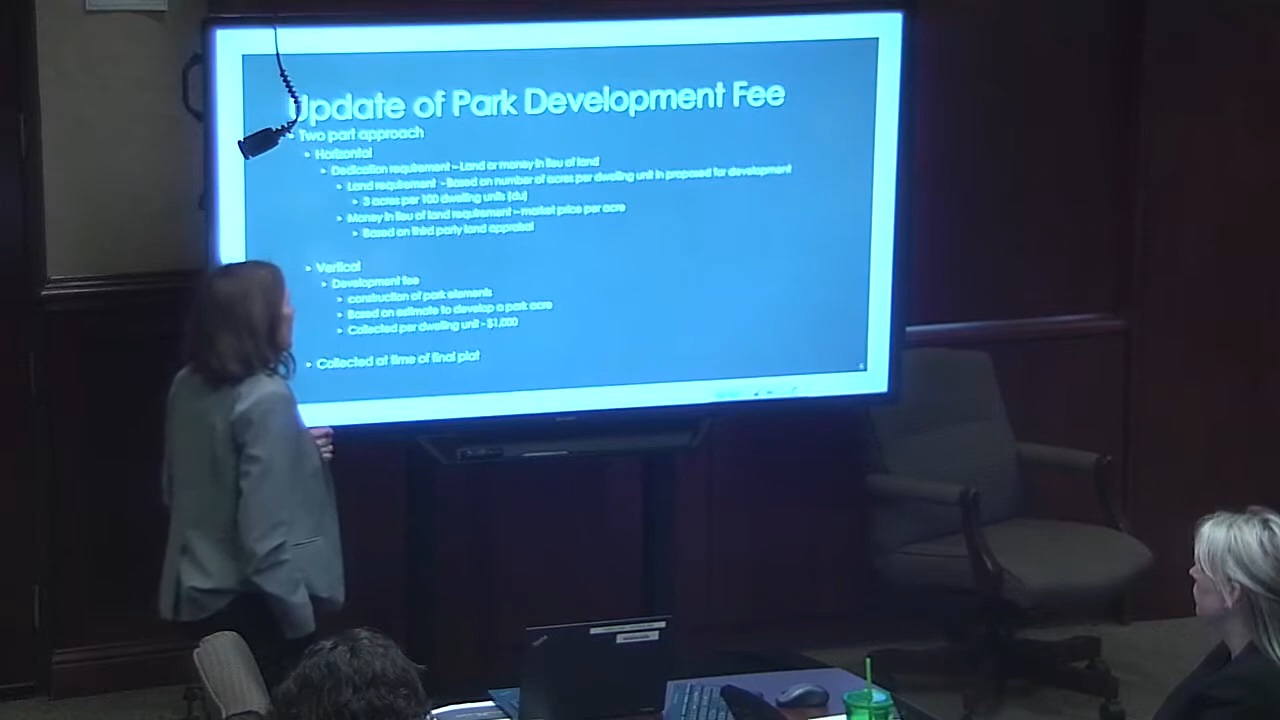 Update of Park Development Fee
• Two part approach
• Horizontal
• Dedication requirement – Land or money in lieu of land
• Land requirement - Based on number of acres per dwelling unit in proposed for development
• 3 acres per 100 dwelling units (du)
• Money in lieu of land requirement – market price per acre
• Based on third party land appraisal
• Vertical
• Development fee
• construction of park elements
• Based on estimate to develop a park acre
• Collected per dwelling unit - $1,000
• Collected at time of final plat